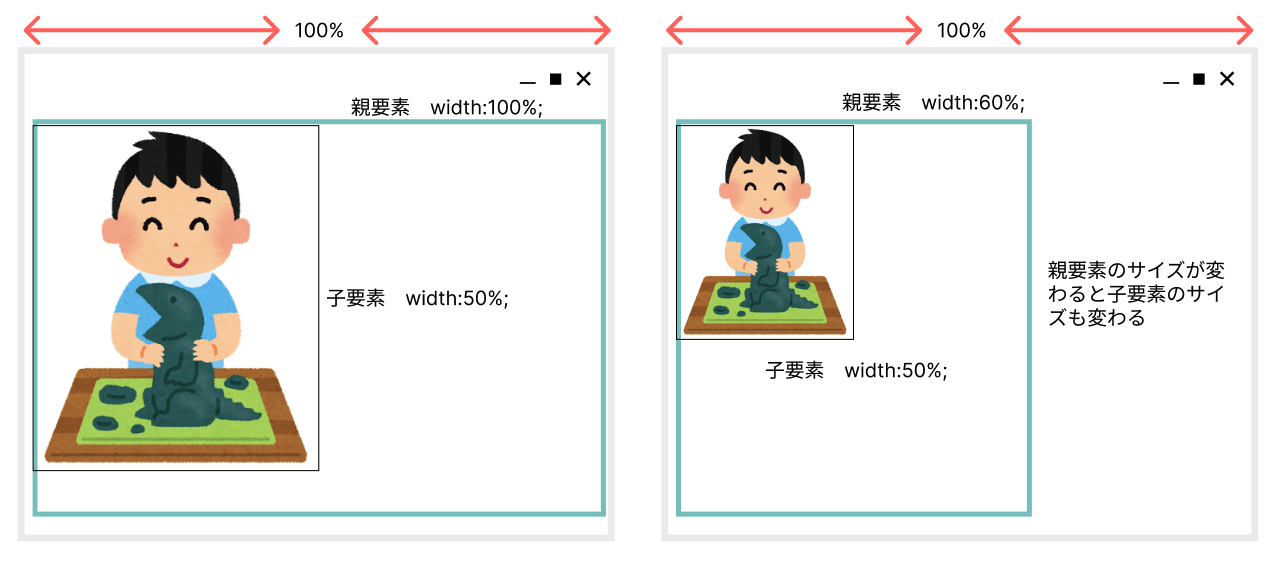 100%
親要素　width:100%;
子要素　width:50%;
100%
親要素　width:60%;
親要素のサイズが変
わると子要素のサイ
ズも変わる
子要素　width:50%;